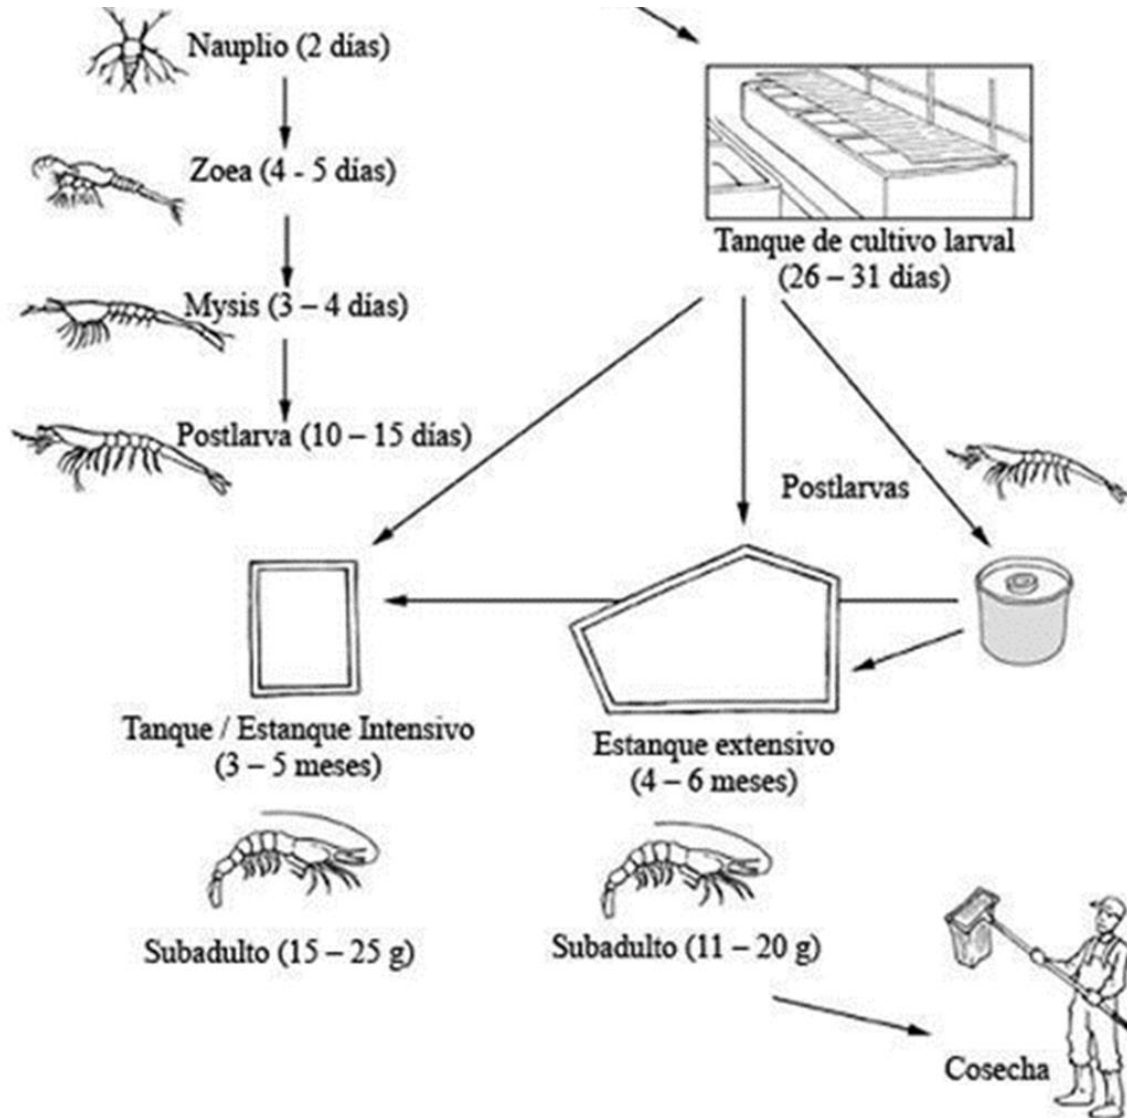 Nauplio (2 días)
Zoea (4 - 5 días)
Mysis (3 – 4 días)
Postlarva (10 – 15 días)
Tanque de cultivo larval
(26 – 31 días)
Postlarvas
Tanque / Estanque Intensivo
(3 – 5 meses)
Estanque extensivo
(4 – 6 meses)
Subadulto (15 – 25 g)
Subadulto (11 – 20 g)
Cosecha